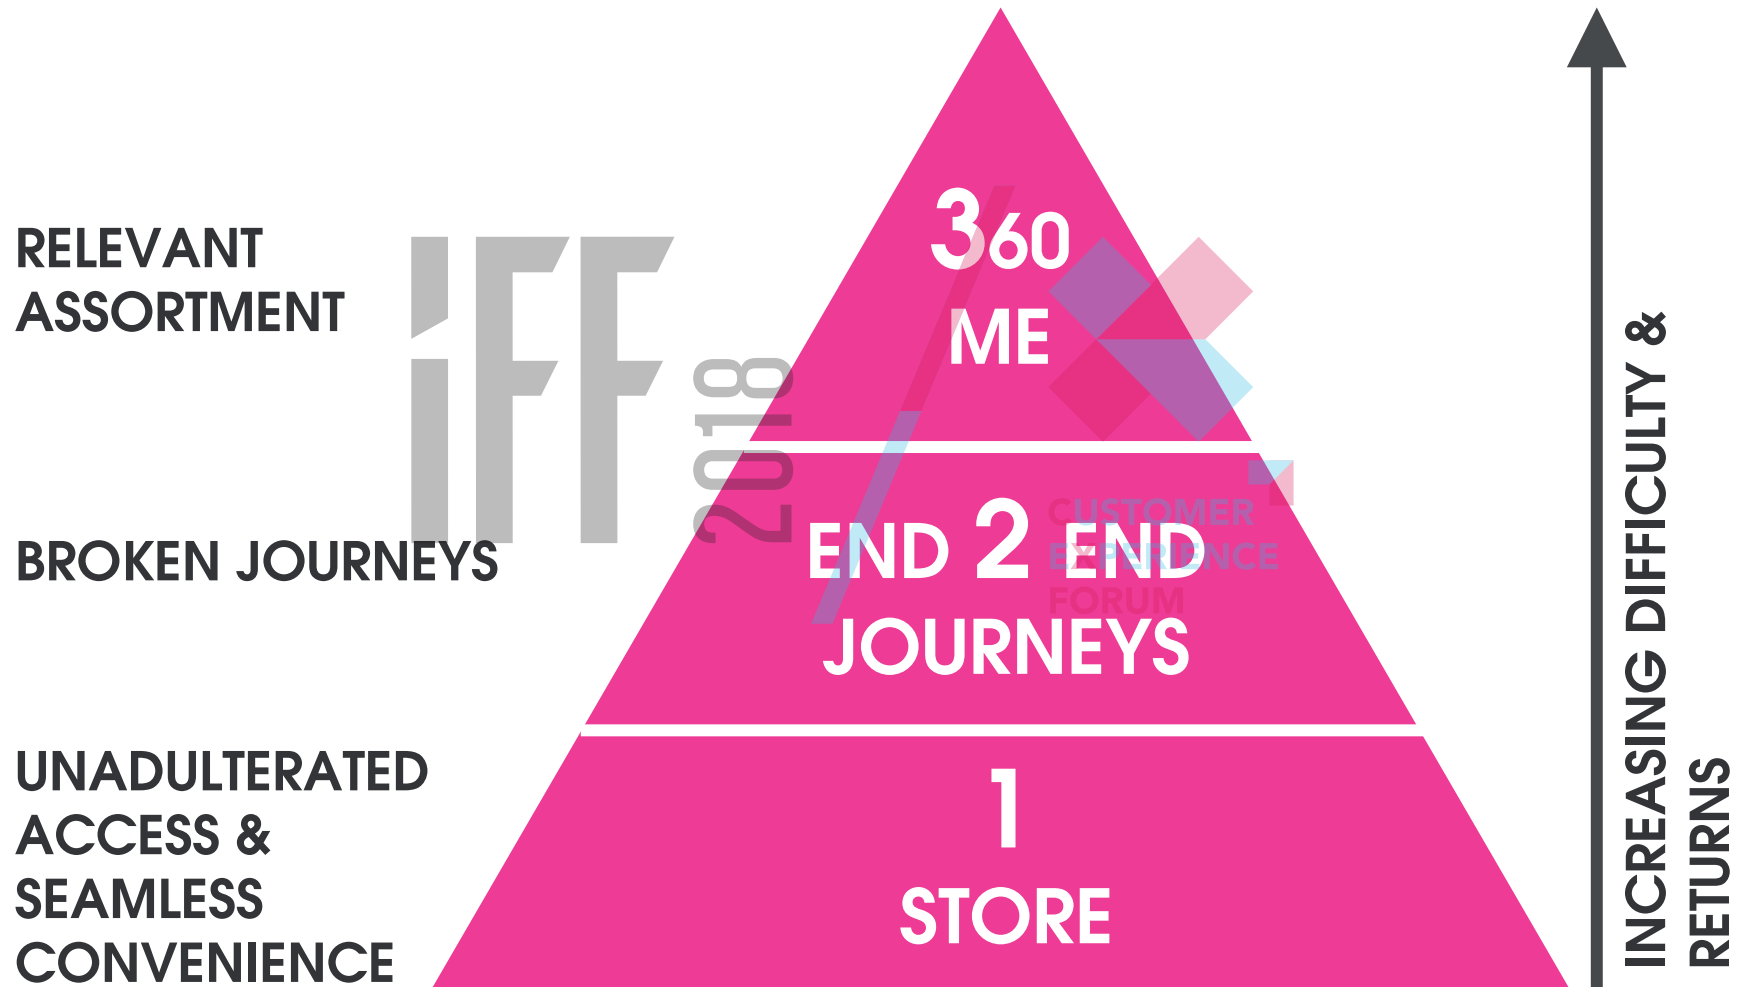 RELEVANT
ASSORTMENT
360
ME
iFF
2018
BROKEN JOURNEYS
END 2 END
JOURNEYS
CUSTOMER
EXPERIENCE
FORUM
UNADULTERATED
ACCESS &
SEAMLESS
CONVENIENCE
1
STORE
INCREASING DIFFICULTY &
RETURNS